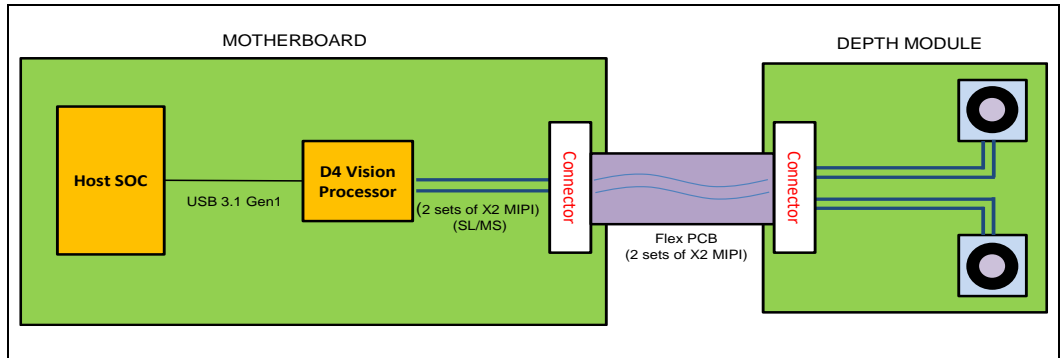 MOTHERBOARD
DEPTH MODULE
Host SOC
USB 3.1 Gen1
D4 Vision
Processor
(2 sets of X2 MIPI)
(SL/MS)
Connector
Flex PCB
(2 sets of X2 MIPI)
Connector